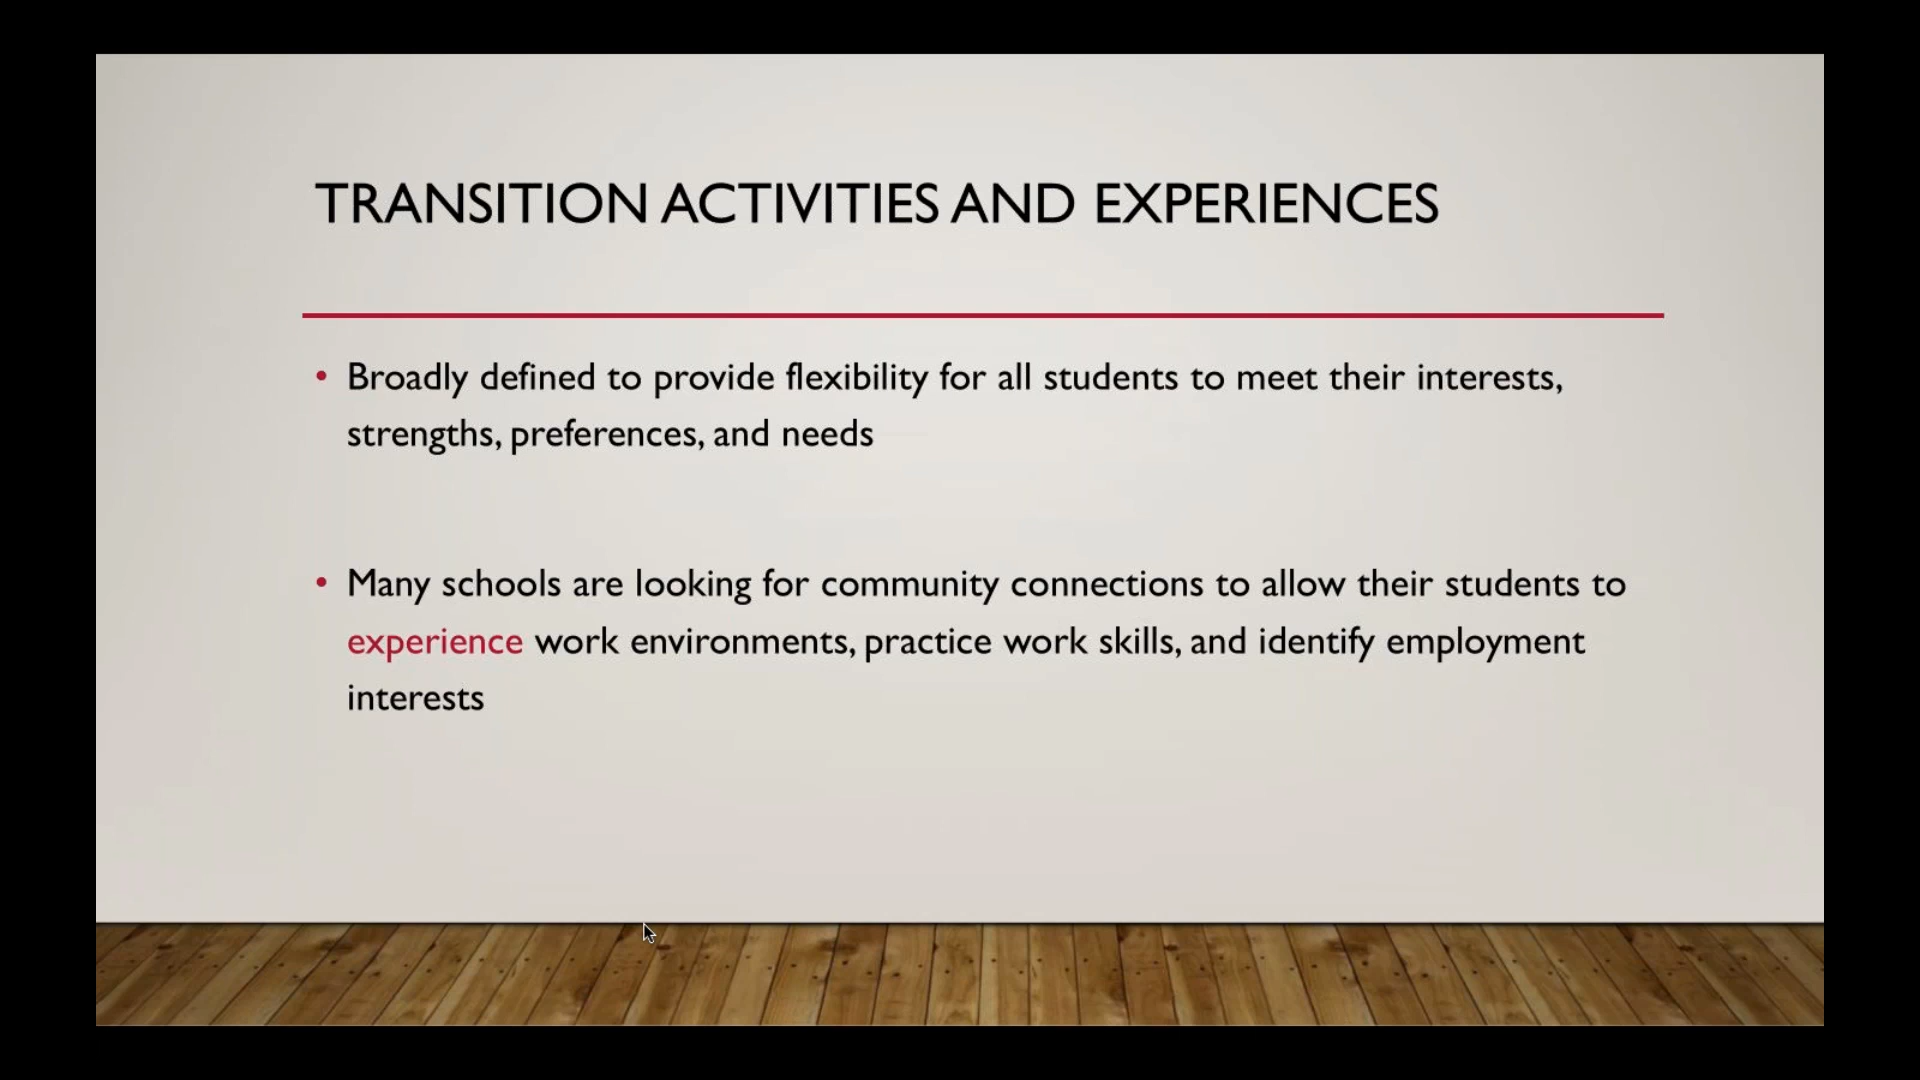 TRANSITION ACTIVITIES AND EXPERIENCES
• Broadly defined to provide flexibility for all students to meet their interests,
strengths, preferences, and needs
• Many schools are looking for community connections to allow their students to
experience work environments, practice work skills, and identify employment
interests